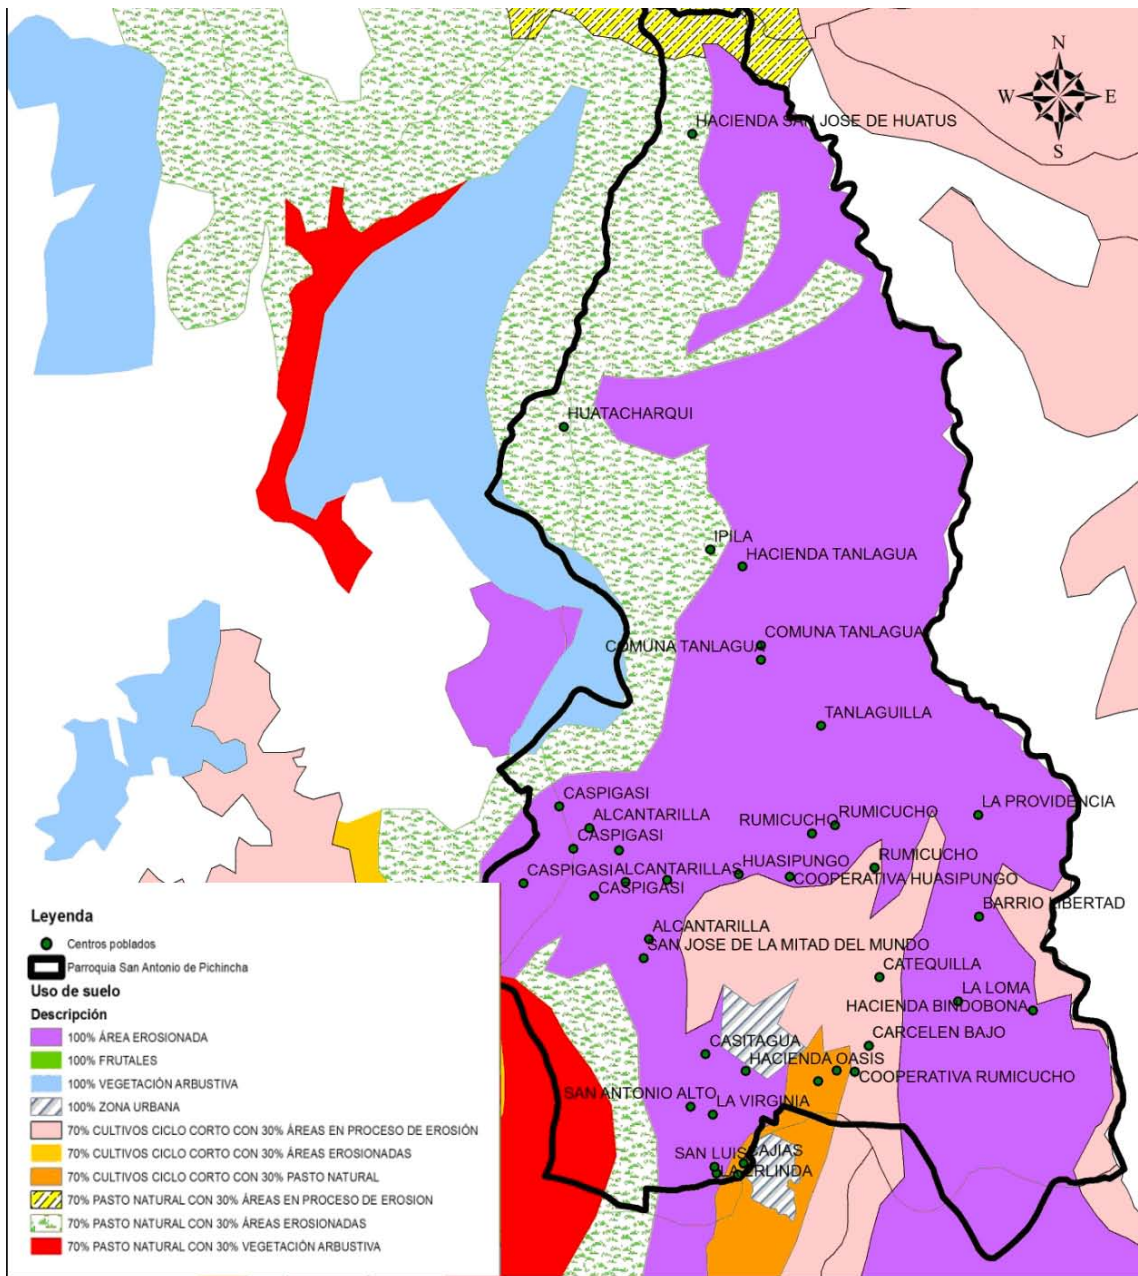 N
W E
S
HACIENDA SAN JOSE DE HUATUS
HUATACHARQUI
IPILA
HACIENDA TANLAGUA
COMUNA TANLAGUA
COMUNA TANLAGUA
TANLAGUILLA
CASPIGASI
ALCANTARILLA
CASPIGASI
RUMICUCHO
RUMICUCHO
LA PROVIDENCIA
CASPIGASI
ALCANTARILLAS
HUASIPUNGO
RUMICUCHO
CASPIGASI
COOPERATIVA HUASIPUNGO
BARRIO LIBERTAD
ALCANTARILLA
SAN JOSE DE LA MITAD DEL MUNDO
CATEQUILLA
LA LOMA
HACIENDA BINDOBONA
CARCELEN BAJO
CASITAGUA
HACIENDA OASIS
COOPERATIVA RUMICUCHO
SAN ANTONIO ALTO
LA VIRGINIA
SAN LUIS
CAJIAS
LA ERLINDA
Leyenda
Centros poblados
Parroquia San Antonio de Pichincha
Uso de suelo
Descripción
100% ÁREA EROSIONADA
100% FRUTALES
100% VEGETACIÓN ARBUSTIVA
100% ZONA URBANA
70% CULTIVOS CICLO CORTO CON 30% ÁREAS EN PROCESO DE EROSIÓN
70% CULTIVOS CICLO CORTO CON 30% ÁREAS EROSIONADAS
70% CULTIVOS CICLO CORTO CON 30% PASTO NATURAL
70% PASTO NATURAL CON 30% ÁREAS EN PROCESO DE EROSION
70% PASTO NATURAL CON 30% ÁREAS EROSIONADAS
70% PASTO NATURAL CON 30% VEGETACIÓN ARBUSTIVA